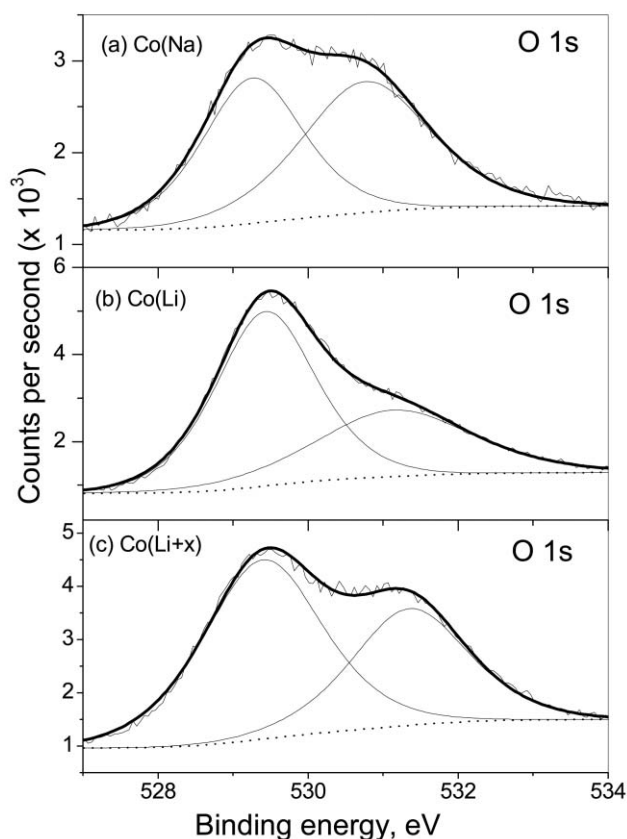 (a) Co(Na) O 1s
3
2
1
6
(b) Co(Li) O 1s
4
2
5
(c) Co(Li+x) O 1s
4
3
2
1
528 530 532 534
Binding energy, eV
Counts per second (x 10³)